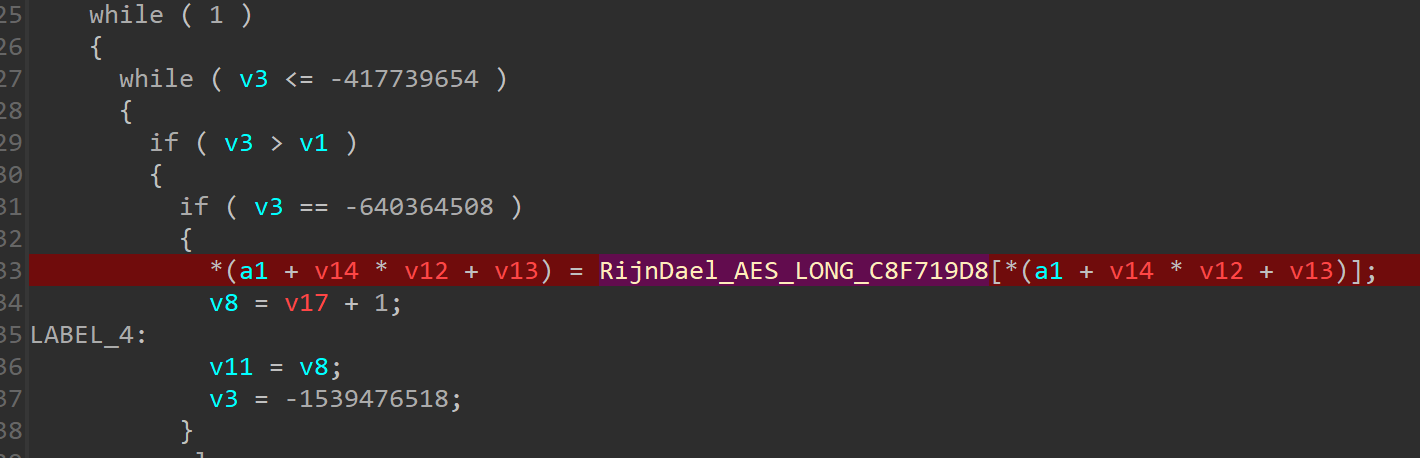 25 while ( 1 )
26 {
27 while ( v3 <= -417739654 )
28 {
29 if ( v3 > v1 )
30 {
31 if ( v3 == -640364508 )
32 {
33 *(a1 + v14 * v12 + v13) = RijnDael_AES_LONG_C8F719D8[*(a1 + v14 * v12 + v13)];
34 v8 = v17 + 1;
35 LABEL_4:
36 v11 = v8;
37 v3 = -1539476518;
38 }